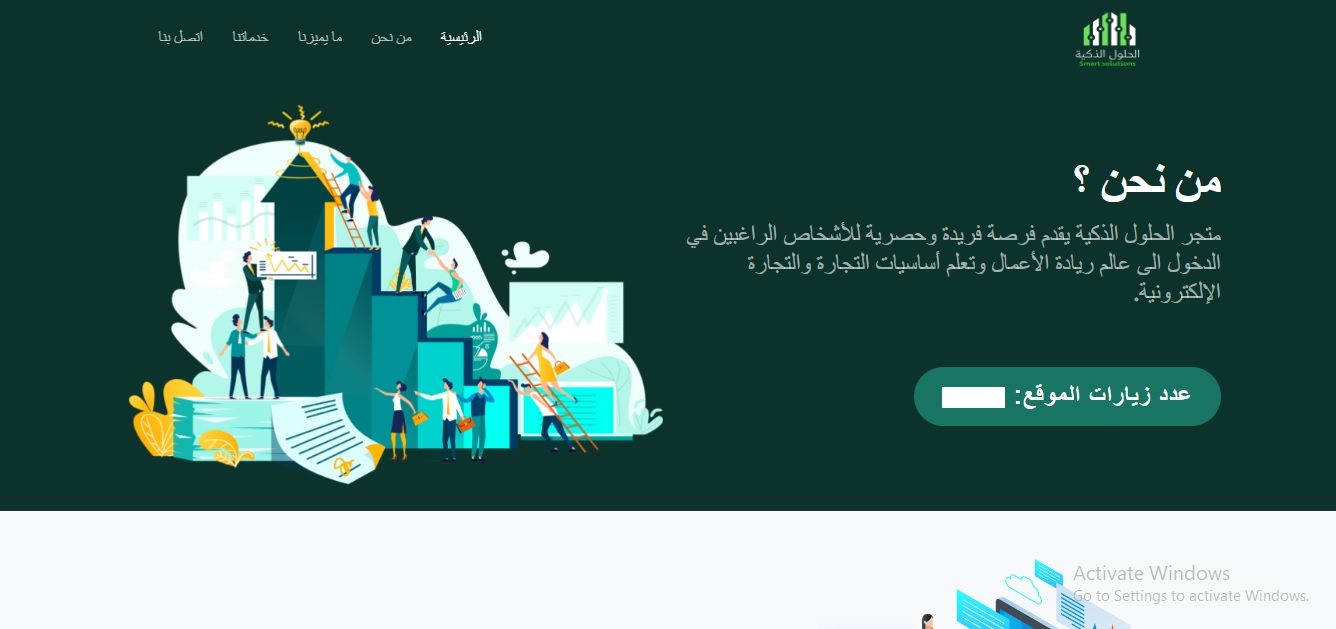 الحلول الذكية
Smart solutions
الرئيسية
من نحن
ما يميزنا
خدماتنا
اتصل بنا
من نحن ؟
متجر الحلول الذكية يقدم فرصة فريدة وحصرية للأشخاص الراغبين في
الدخول الى عالم ريادة الأعمال وتعلم أساسيات التجارة والتجارة
الإلكترونية.
عدد زيارات الموقع:
Activate Windows
Go to Settings to activate Windows.